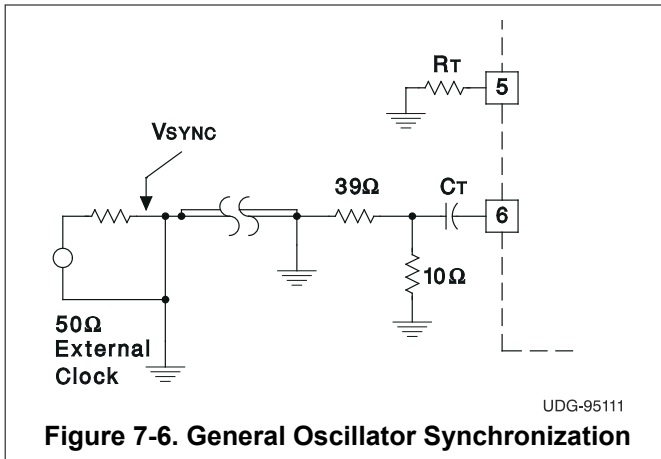 RT
5
VSYNC
39Ω
CT
6
10Ω
50Ω
External
Clock
UDG-95111
Figure 7-6. General Oscillator Synchronization